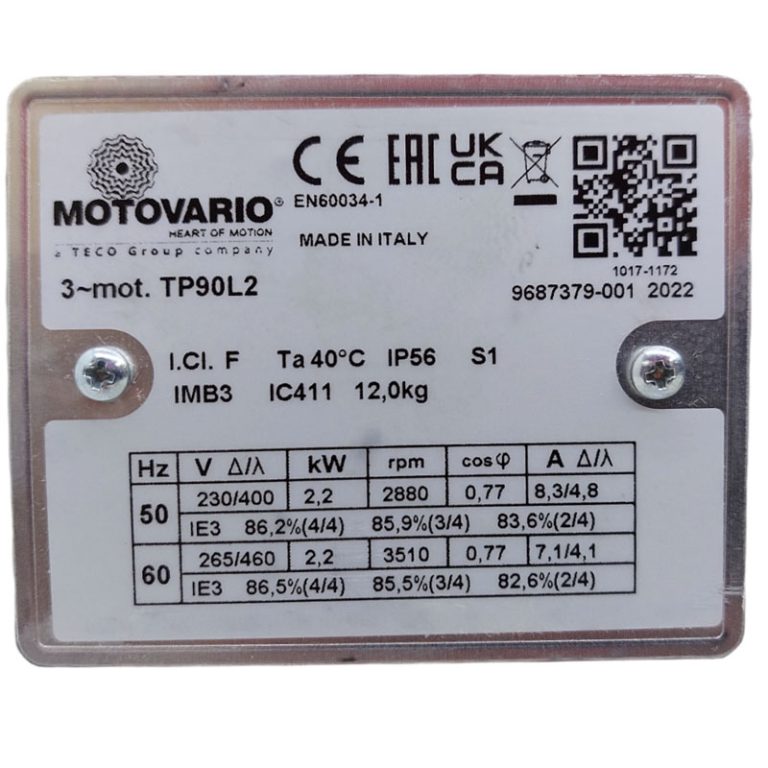 MOTOVARIO®
HEART OF MOTION
a TECO Group company
CE EAC UK CA
EN60034-1
MADE IN ITALY
1017-1172
3~mot. TP90L2
9687379-001 2022
I.Cl. F Ta 40°C IP56 S1
IMB3 IC411 12,0kg
Hz V Δ/λ kW rpm cosφ A Δ/λ
50 230/400 2,2 2880 0,77 8,3/4,8
IE3 86,2%(4/4) 85,9%(3/4) 83,6%(2/4)
60 265/460 2,2 3510 0,77 7,1/4,1
IE3 86,5%(4/4) 85,5%(3/4) 82,6%(2/4)